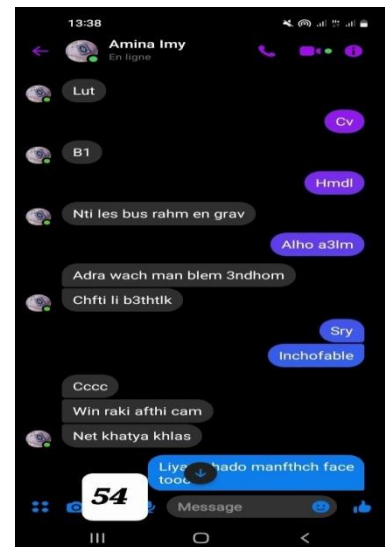 13:38
Amina Imy
En ligne
Lut
Cv
B1
Hmdl
Nti les bus rahm en grav
Alho a3lm
Adra wach man blem 3ndhom
Chfti li b3thtlk
Sry
Inchofable
Cccc
Win raki afthi cam
Net khatya khlas
hado manfthch face
54
Message